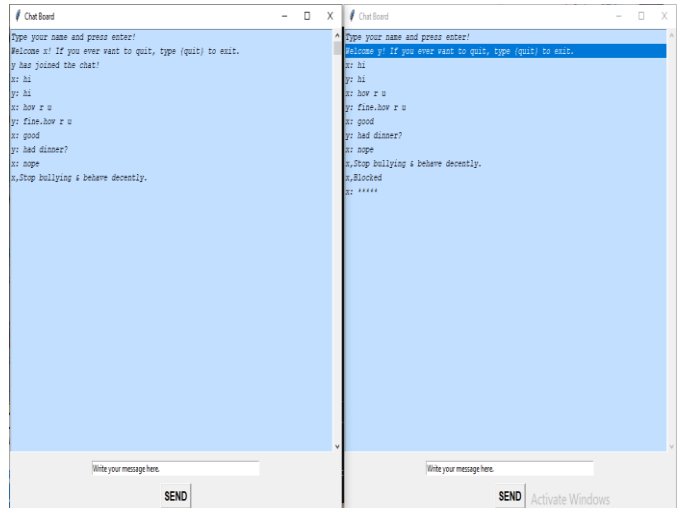 Chat Board
Type your name and press enter!
Welcome x! If you ever want to quit, type {quit} to exit.
y has joined the chat!
x: hi
y: hi
x: how r u
y: fine.how r u
x: good
y: had dinner?
x: nope
x,Stop bullying & behave decently.
Write your message here.
SEND
Chat Board
Type your name and press enter!
Welcome y! If you ever want to quit, type {quit} to exit.
x: hi
y: hi
x: how r u
y: fine.how r u
x: good
y: had dinner?
x: nope
x,Stop bullying & behave decently.
x,Blocked
x: *****
Write your message here.
SEND
Activate Windows